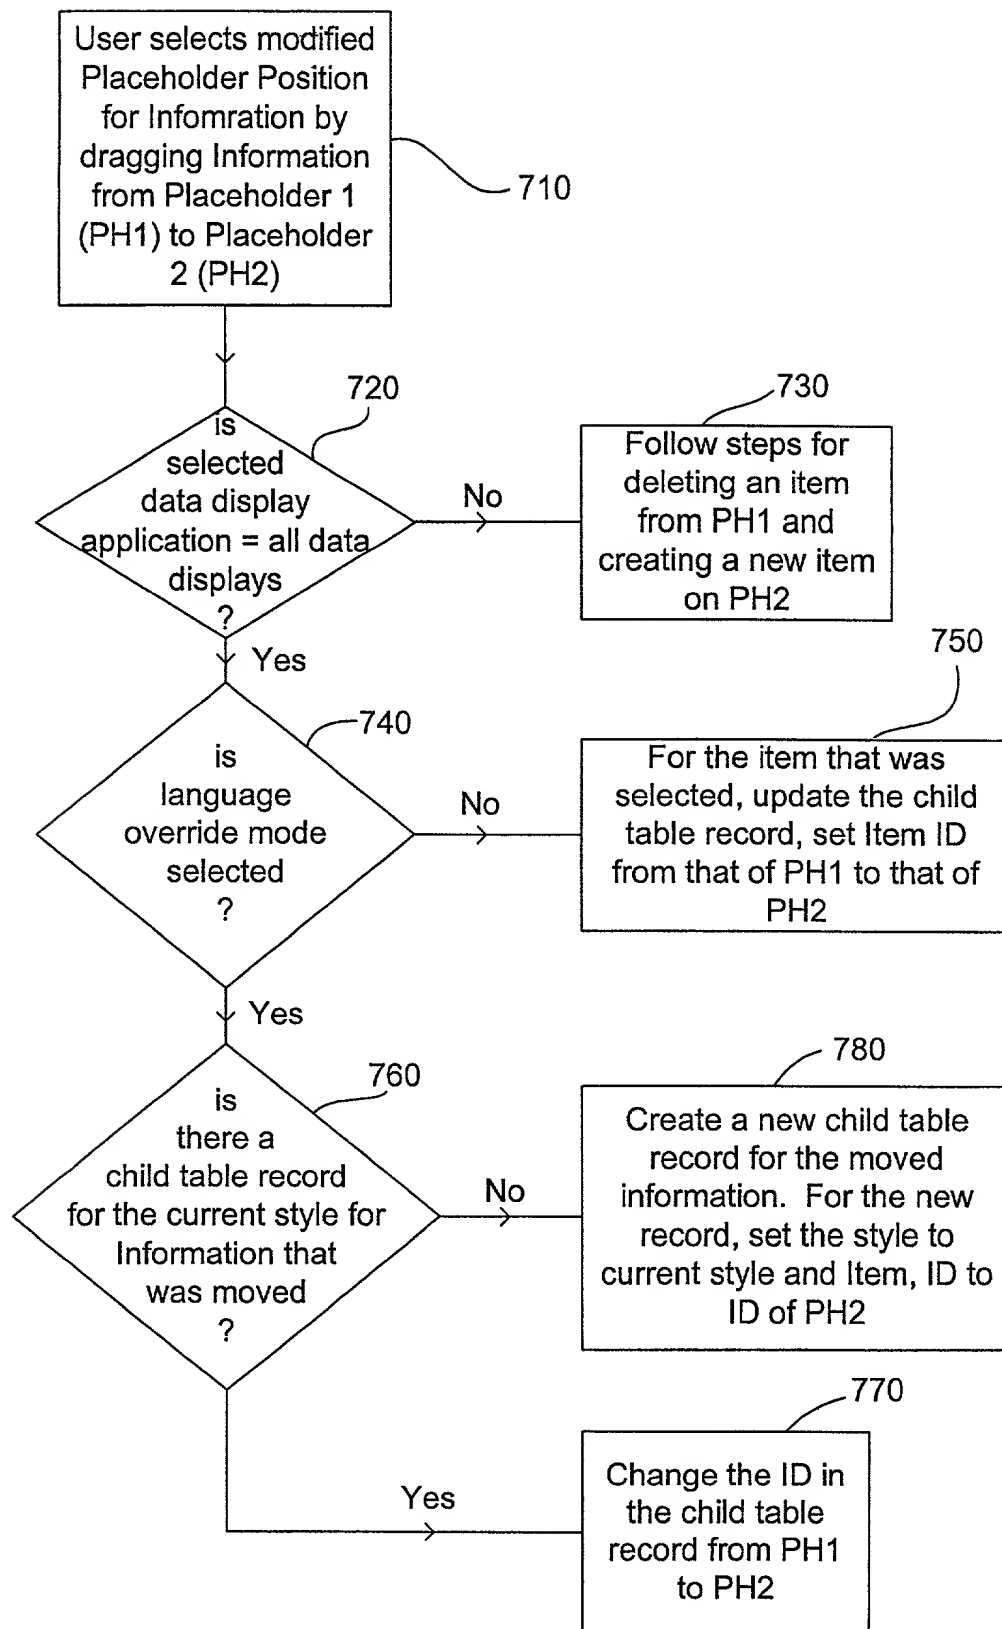 User selects modified
Placeholder Position
for Infomration by
dragging Information
from Placeholder 1
(PH1) to Placeholder
2 (PH2)
710
720
is
selected
data display
application = all data
displays
?
No
730
Follow steps for
deleting an item
from PH1 and
creating a new item
on PH2
Yes
740
is
language
override mode
selected
?
No
750
For the item that was
selected, update the child
table record, set Item ID
from that of PH1 to that of
PH2
Yes
760
is
there a
child table record
for the current style for
Information that
was moved
?
No
780
Create a new child table
record for the moved
information. For the new
record, set the style to
current style and Item, ID to
ID of PH2
Yes
770
Change the ID in
the child table
record from PH1
to PH2